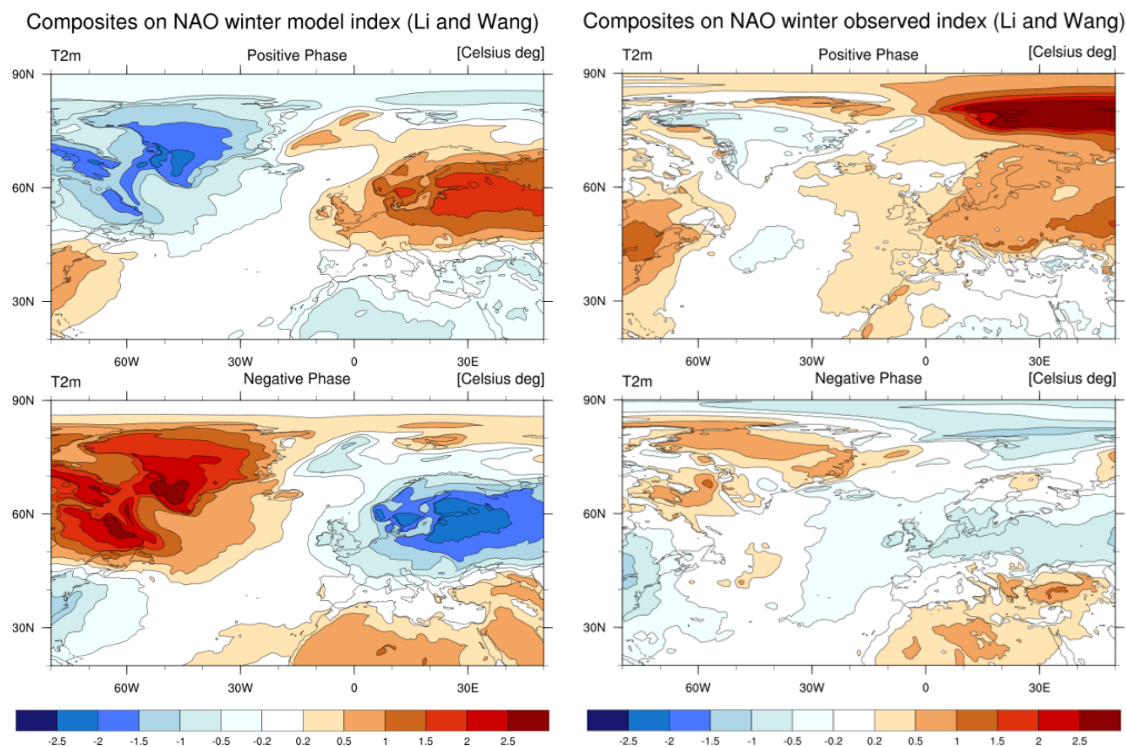 Composites on NAO winter model index (Li and Wang)
T2m Positive Phase [Celsius deg]
90N
60N
30N
60W 30W 0 30E
T2m Negative Phase [Celsius deg]
90N
60N
30N
60W 30W 0 30E
-2.5 -2 -1.5 -1 -0.5 -0.2 0.2 0.5 1 1.5 2 2.5
Composites on NAO winter observed index (Li and Wang)
T2m Positive Phase [Celsius deg]
90N
60N
30N
60W 30W 0 30E
T2m Negative Phase [Celsius deg]
90N
60N
30N
60W 30W 0 30E
-2.5 -2 -1.5 -1 -0.5 -0.2 0.2 0.5 1 1.5 2 2.5